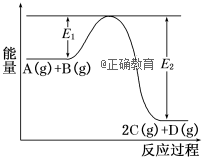 能量
E₁
A(g)+B(g)
@正确教育
E₂
2C(g)+D(g)
反应过程